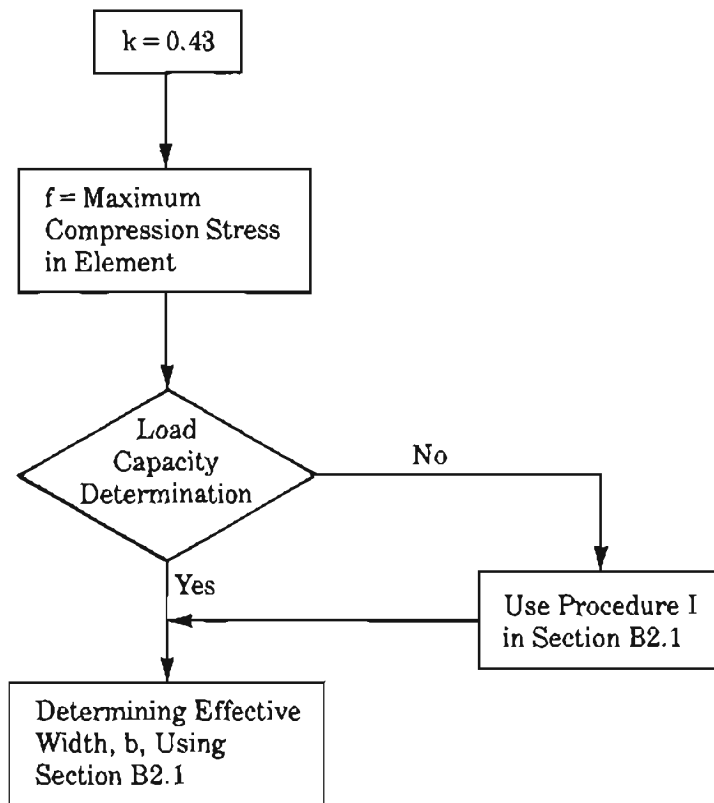 k = 0.43
f = Maximum
Compression Stress
in Element
Load
Capacity
Determination
No
Yes
Use Procedure I
in Section B2.1
Determining Effective
Width, b, Using
Section B2.1